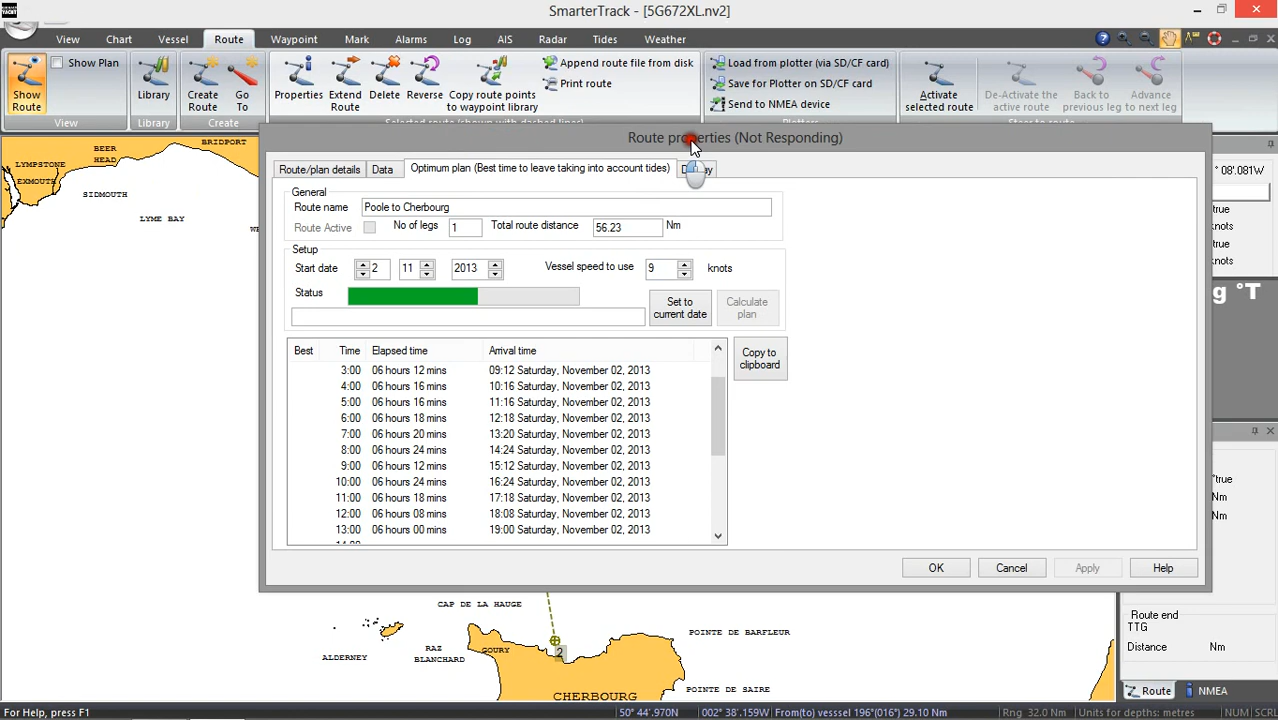 SmarterTrack - [5G672XL.nv2]
View Chart Vessel Route Waypoint Mark Alarms Log AIS Radar Tides Weather
Show Route
Show Plan
View
Library
Library
Create Route
Go To
Create
Properties
Extend Route
Delete
Reverse
Copy route points to waypoint library
Append route file from disk
Print route
Selected route (shown with dashed lines)
Load from plotter (via SD/CF card)
Save for Plotter on SD/CF card
Send to NMEA device
Plotters
Activate selected route
De-Activate the active route
Back to previous leg
Advance to next leg
Steer to route
BEER HEAD
BRIDPORT
LYMPSTONE
EXMOUTH
SIDMOUTH
LYME BAY
Route properties (Not Responding)
Route/plan details Data Optimum plan (Best time to leave taking into account tides)
General
Route name Poole to Cherbourg
Route Active No of legs 1 Total route distance 56.23 Nm
Setup
Start date 2 11 2013 Vessel speed to use 9 knots
Status
Set to current date
Calculate plan
Best Time Elapsed time Arrival time
3:00 06 hours 12 mins 09:12 Saturday, November 02, 2013
4:00 06 hours 16 mins 10:16 Saturday, November 02, 2013
5:00 06 hours 16 mins 11:16 Saturday, November 02, 2013
6:00 06 hours 18 mins 12:18 Saturday, November 02, 2013
7:00 06 hours 20 mins 13:20 Saturday, November 02, 2013
8:00 06 hours 24 mins 14:24 Saturday, November 02, 2013
9:00 06 hours 12 mins 15:12 Saturday, November 02, 2013
10:00 06 hours 24 mins 16:24 Saturday, November 02, 2013
11:00 06 hours 18 mins 17:18 Saturday, November 02, 2013
12:00 06 hours 08 mins 18:08 Saturday, November 02, 2013
13:00 06 hours 00 mins 19:00 Saturday, November 02, 2013
Copy to clipboard
OK Cancel Apply Help
° 08.081W
°true
knots
°true
knots
g °T
°true
Nm
Nm
Route end
TTG
Distance Nm
Route NMEA
CAP DE LA HAUGE
ALDERNEY
RAZ BLANCHARD
GOURY
2
POINTE DE BARFLEUR
POINTE DE SAIRE
CHERBOURG
For Help, press F1
50° 44.970N 002° 38.159W From(to) vesssel 196°(016°) 29.10 Nm Rng 32.0 Nm Units for depths: metres NUM SCRL